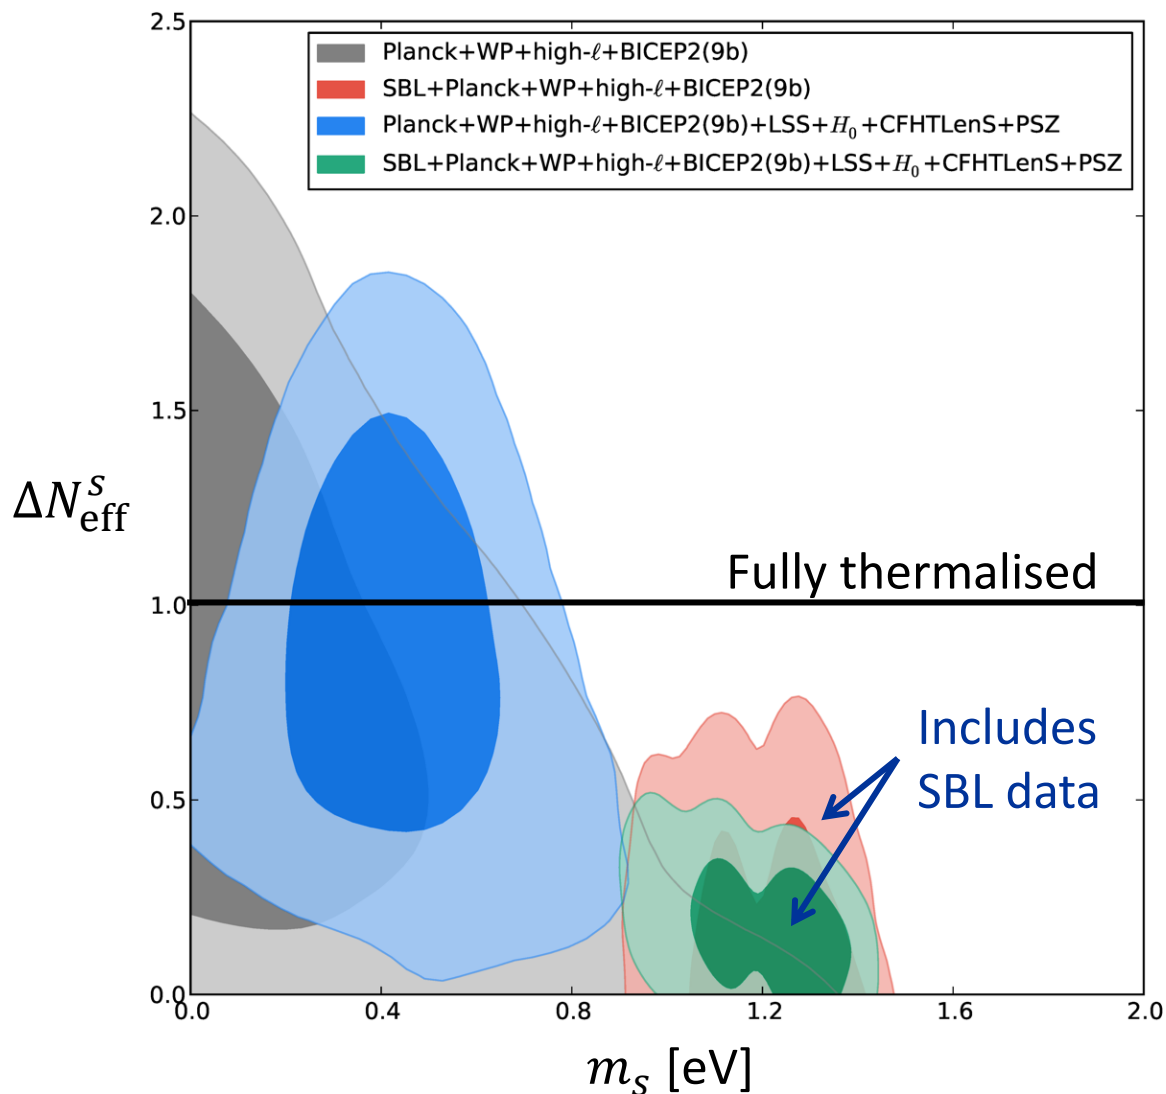 2.5
Planck+WP+high-ℓ+BICEP2(9b)
SBL+Planck+WP+high-ℓ+BICEP2(9b)
Planck+WP+high-ℓ+BICEP2(9b)+LSS+H₀+CFHTLenS+PSZ
SBL+Planck+WP+high-ℓ+BICEP2(9b)+LSS+H₀+CFHTLenS+PSZ
2.0
1.5
ΔN^s_eff
Fully thermalised
1.0
Includes
SBL data
0.5
0.0
0.0 0.4 0.8 1.2 1.6 2.0
m_s [eV]